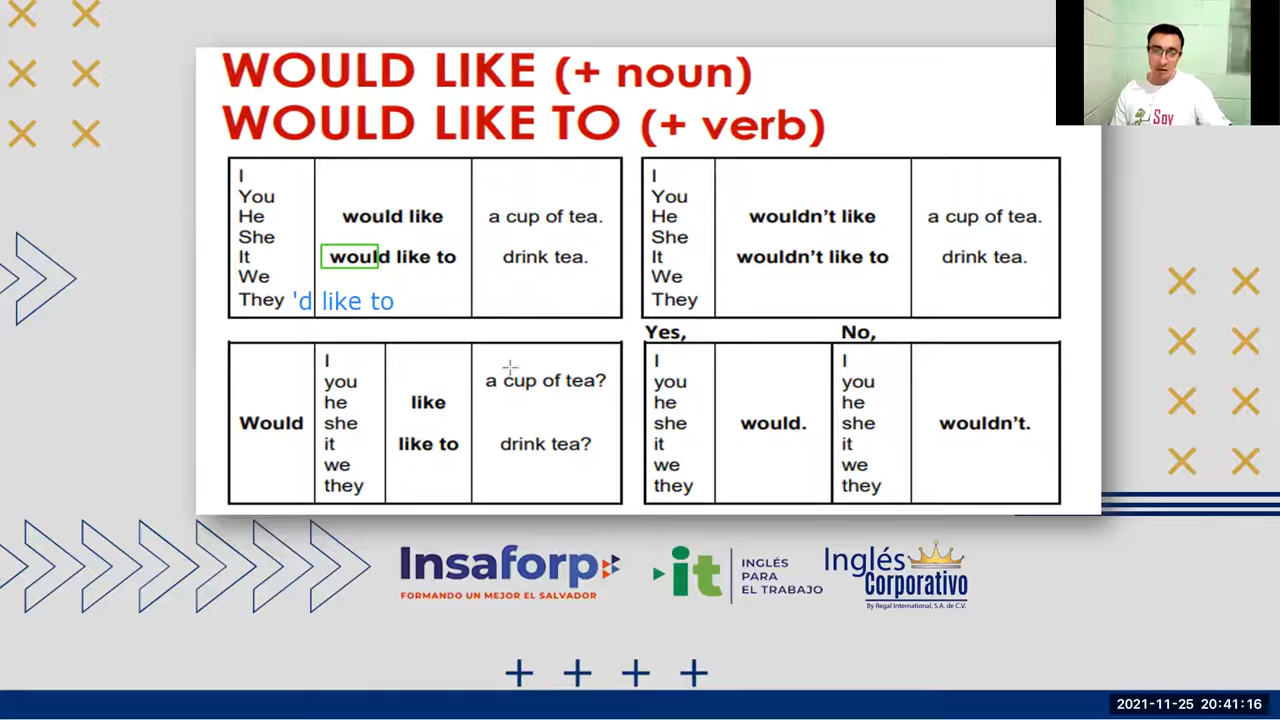 WOULD LIKE (+ noun)
WOULD LIKE TO (+ verb)
I
You
He
She
It
We
They
would like
would like to
'd like to
a cup of tea.
drink tea.
I
You
He
She
It
We
They
wouldn't like
wouldn't like to
a cup of tea.
drink tea.
Would
I
you
he
she
it
we
they
like
like to
a cup of tea?
drink tea?
Yes,
I
you
he
she
it
we
they
would.
No,
I
you
he
she
it
we
they
wouldn't.
Soy
Insaforp
FORMANDO UN MEJOR EL SALVADOR
it
INGLÉS
PARA
EL TRABAJO
Inglés
Corporativo
By Regal International, S.A. de C.V.
2021-11-25 20:41:16